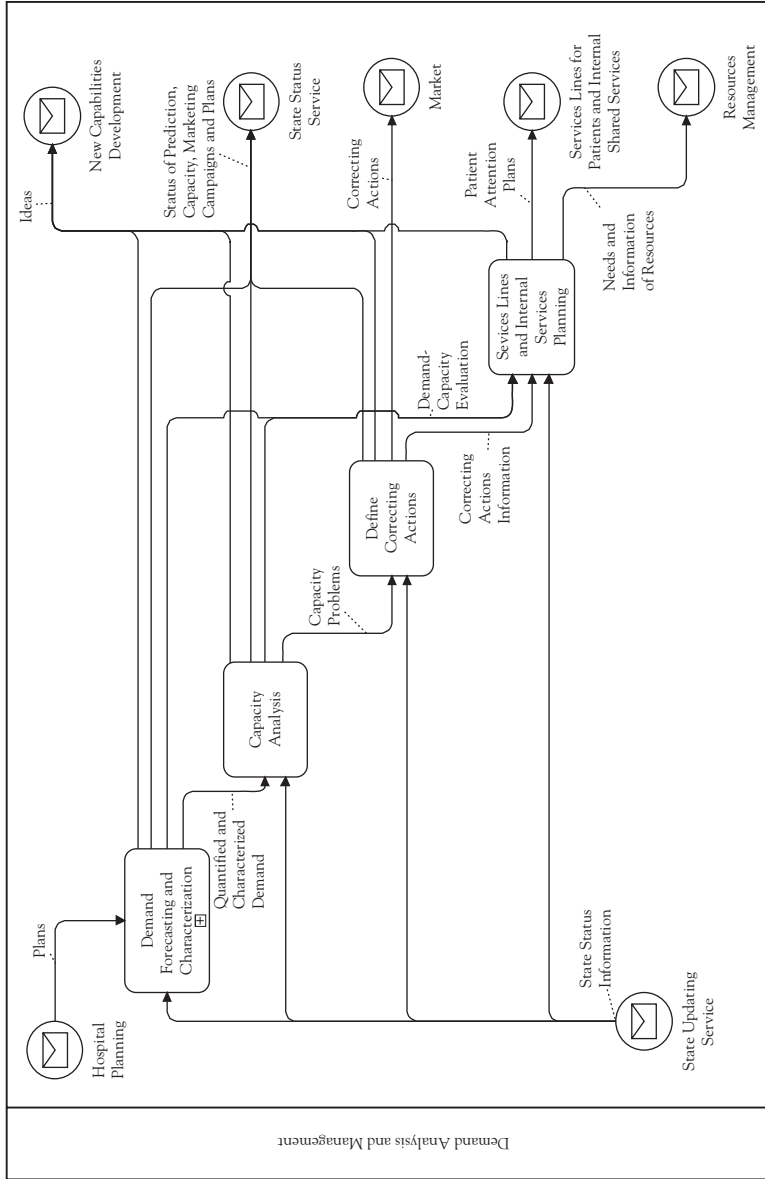 Demand Analysis and Management
Hospital
Planning
Plans
Demand
Forecasting and
Characterization
Quantified and
Characterized
Demand
Capacity
Analysis
Capacity
Problems
Define
Correcting
Actions
Correcting
Actions
Information
Demand-
Capacity
Evaluation
Sevices Lines
and Internal
Services
Planning
State Updating
Service
State Status
Information
Ideas
New Capabilities
Development
Status of Prediction,
Capacity, Marketing
Campaigns and Plans
State Status
Service
Correcting
Actions
Market
Patient
Attention
Plans
Services Lines for
Patients and Internal
Shared Services
Needs and
Information
of Resources
Resources
Management